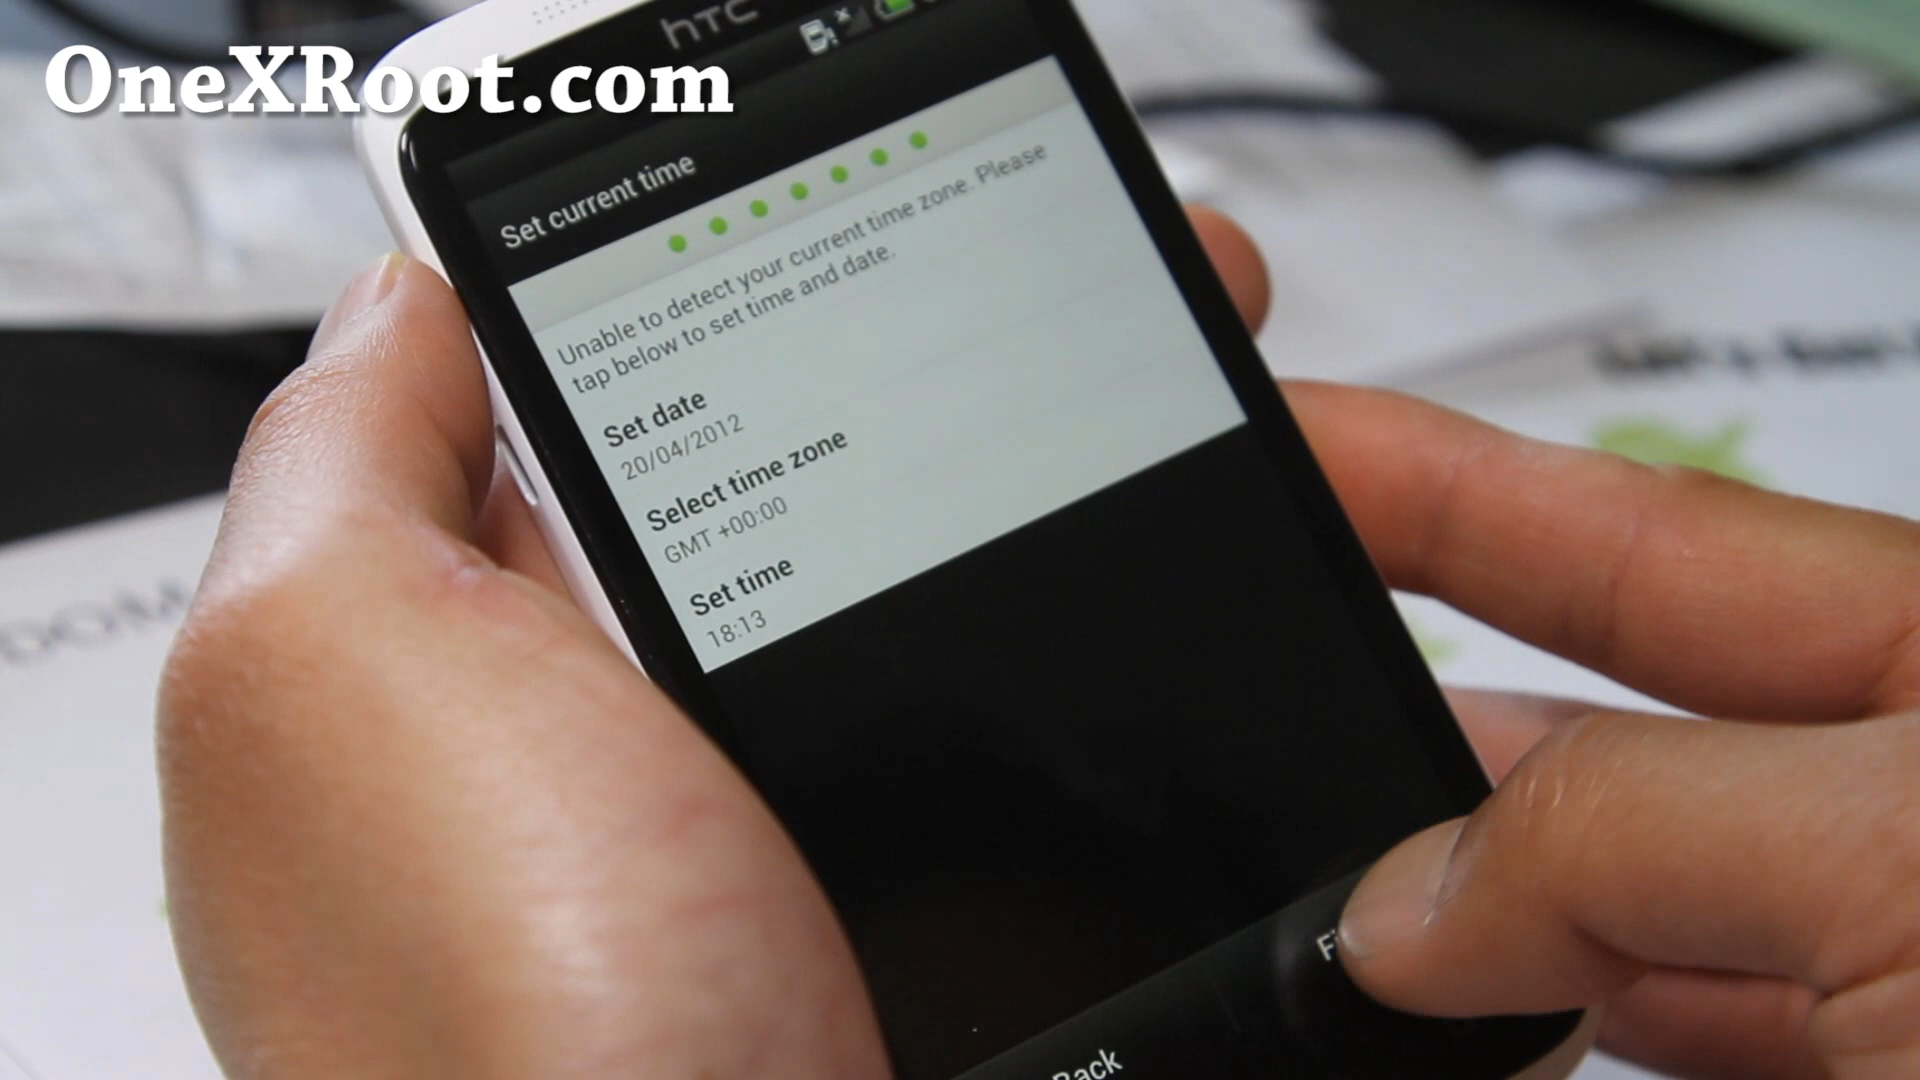 OneXRoot.com
hTC
Set current time
Unable to detect your current time zone. Please
tap below to set time and date.
Set date
20/04/2012
Select time zone
GMT +00:00
Set time
18:13
Back